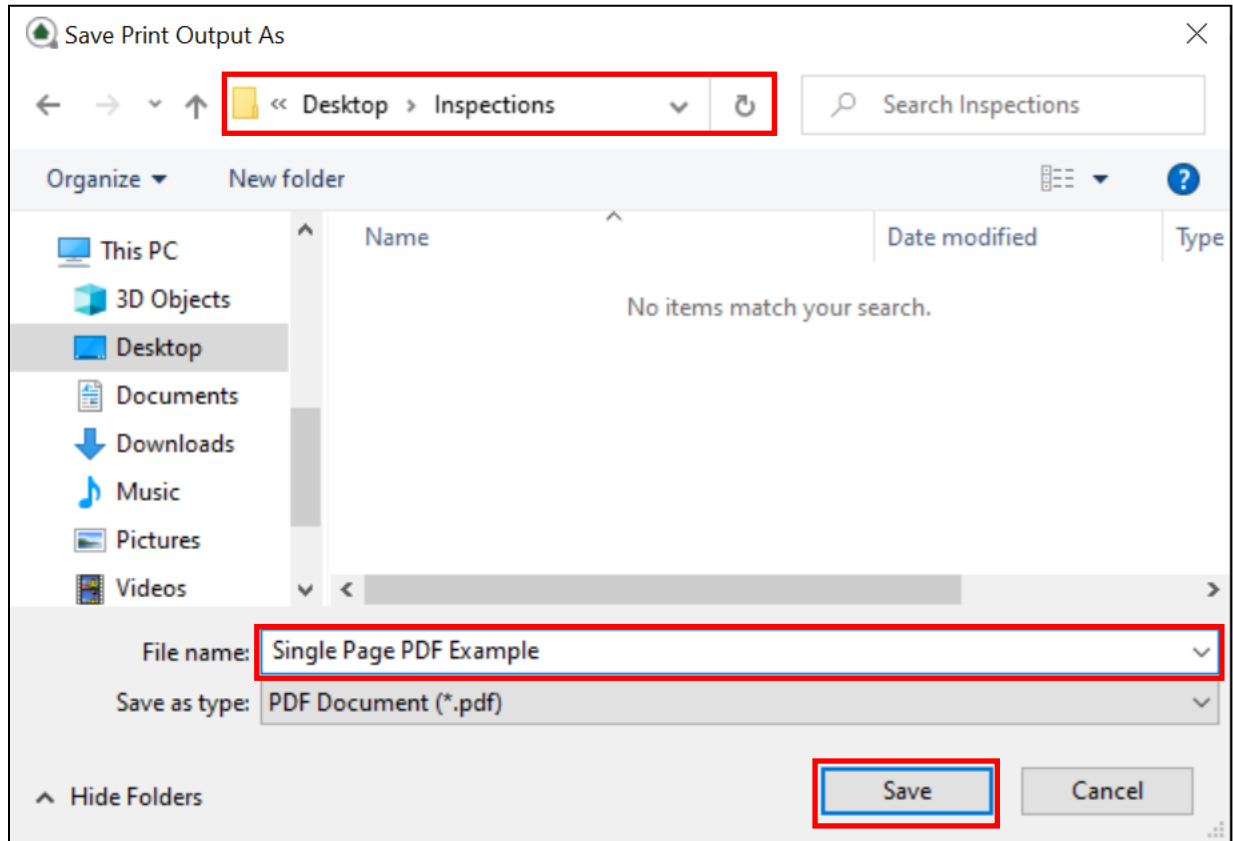 Save Print Output As
« Desktop › Inspections
Search Inspections
Organize
New folder
?
This PC
3D Objects
Desktop
Documents
Downloads
Music
Pictures
Videos
Name
Date modified
Type
No items match your search.
File name: Single Page PDF Example
Save as type: PDF Document (*.pdf)
Hide Folders
Save
Cancel